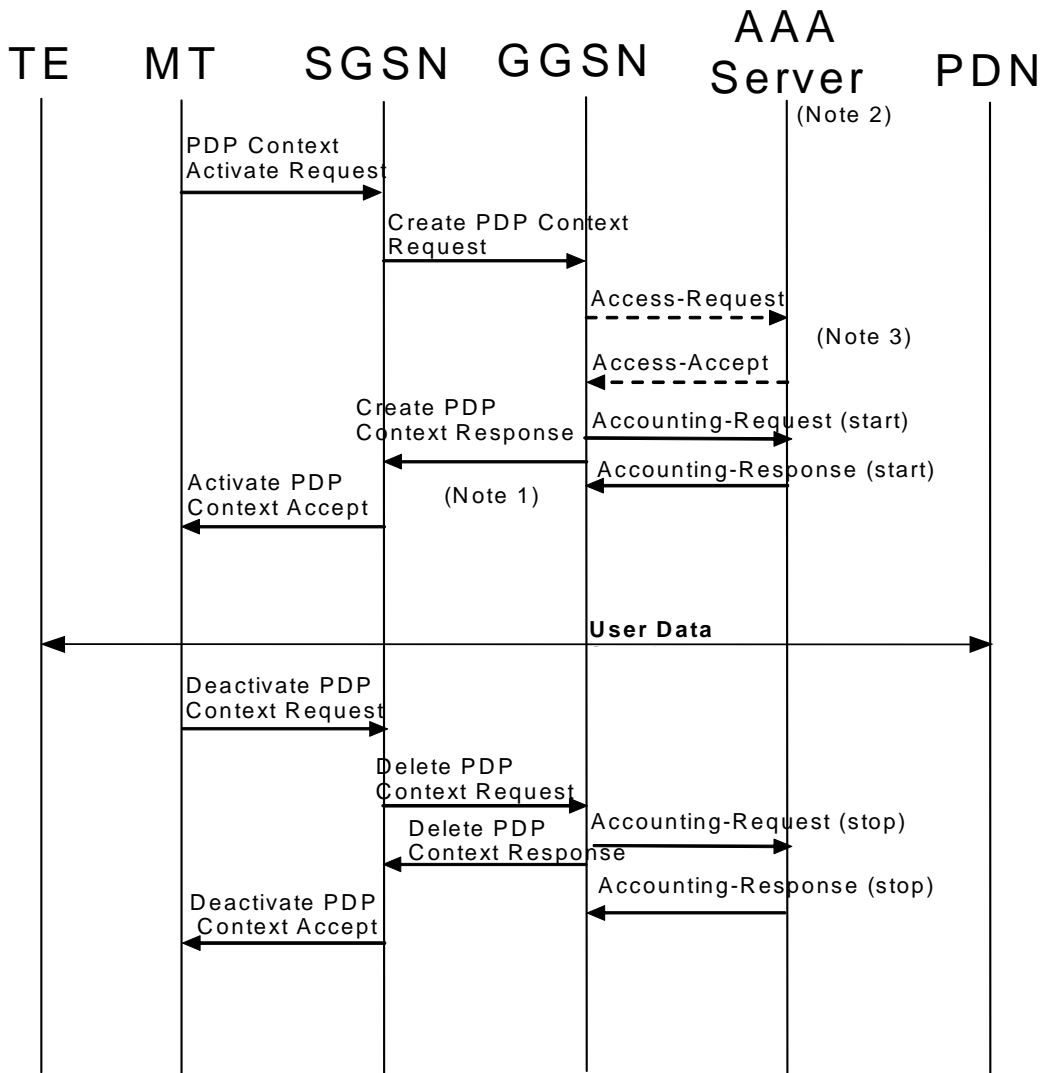 AAA
TE MT SGSN GGSN Server PDN
(Note 2)
PDP Context
Activate Request
Create PDP Context
Request
Access-Request
(Note 3)
Access-Accept
Create PDP
Context Response
Accounting-Request (start)
Accounting-Response (start)
Activate PDP
Context Accept
(Note 1)
User Data
Deactivate PDP
Context Request
Delete PDP
Context Request
Accounting-Request (stop)
Delete PDP
Context Response
Accounting-Response (stop)
Deactivate PDP
Context Accept